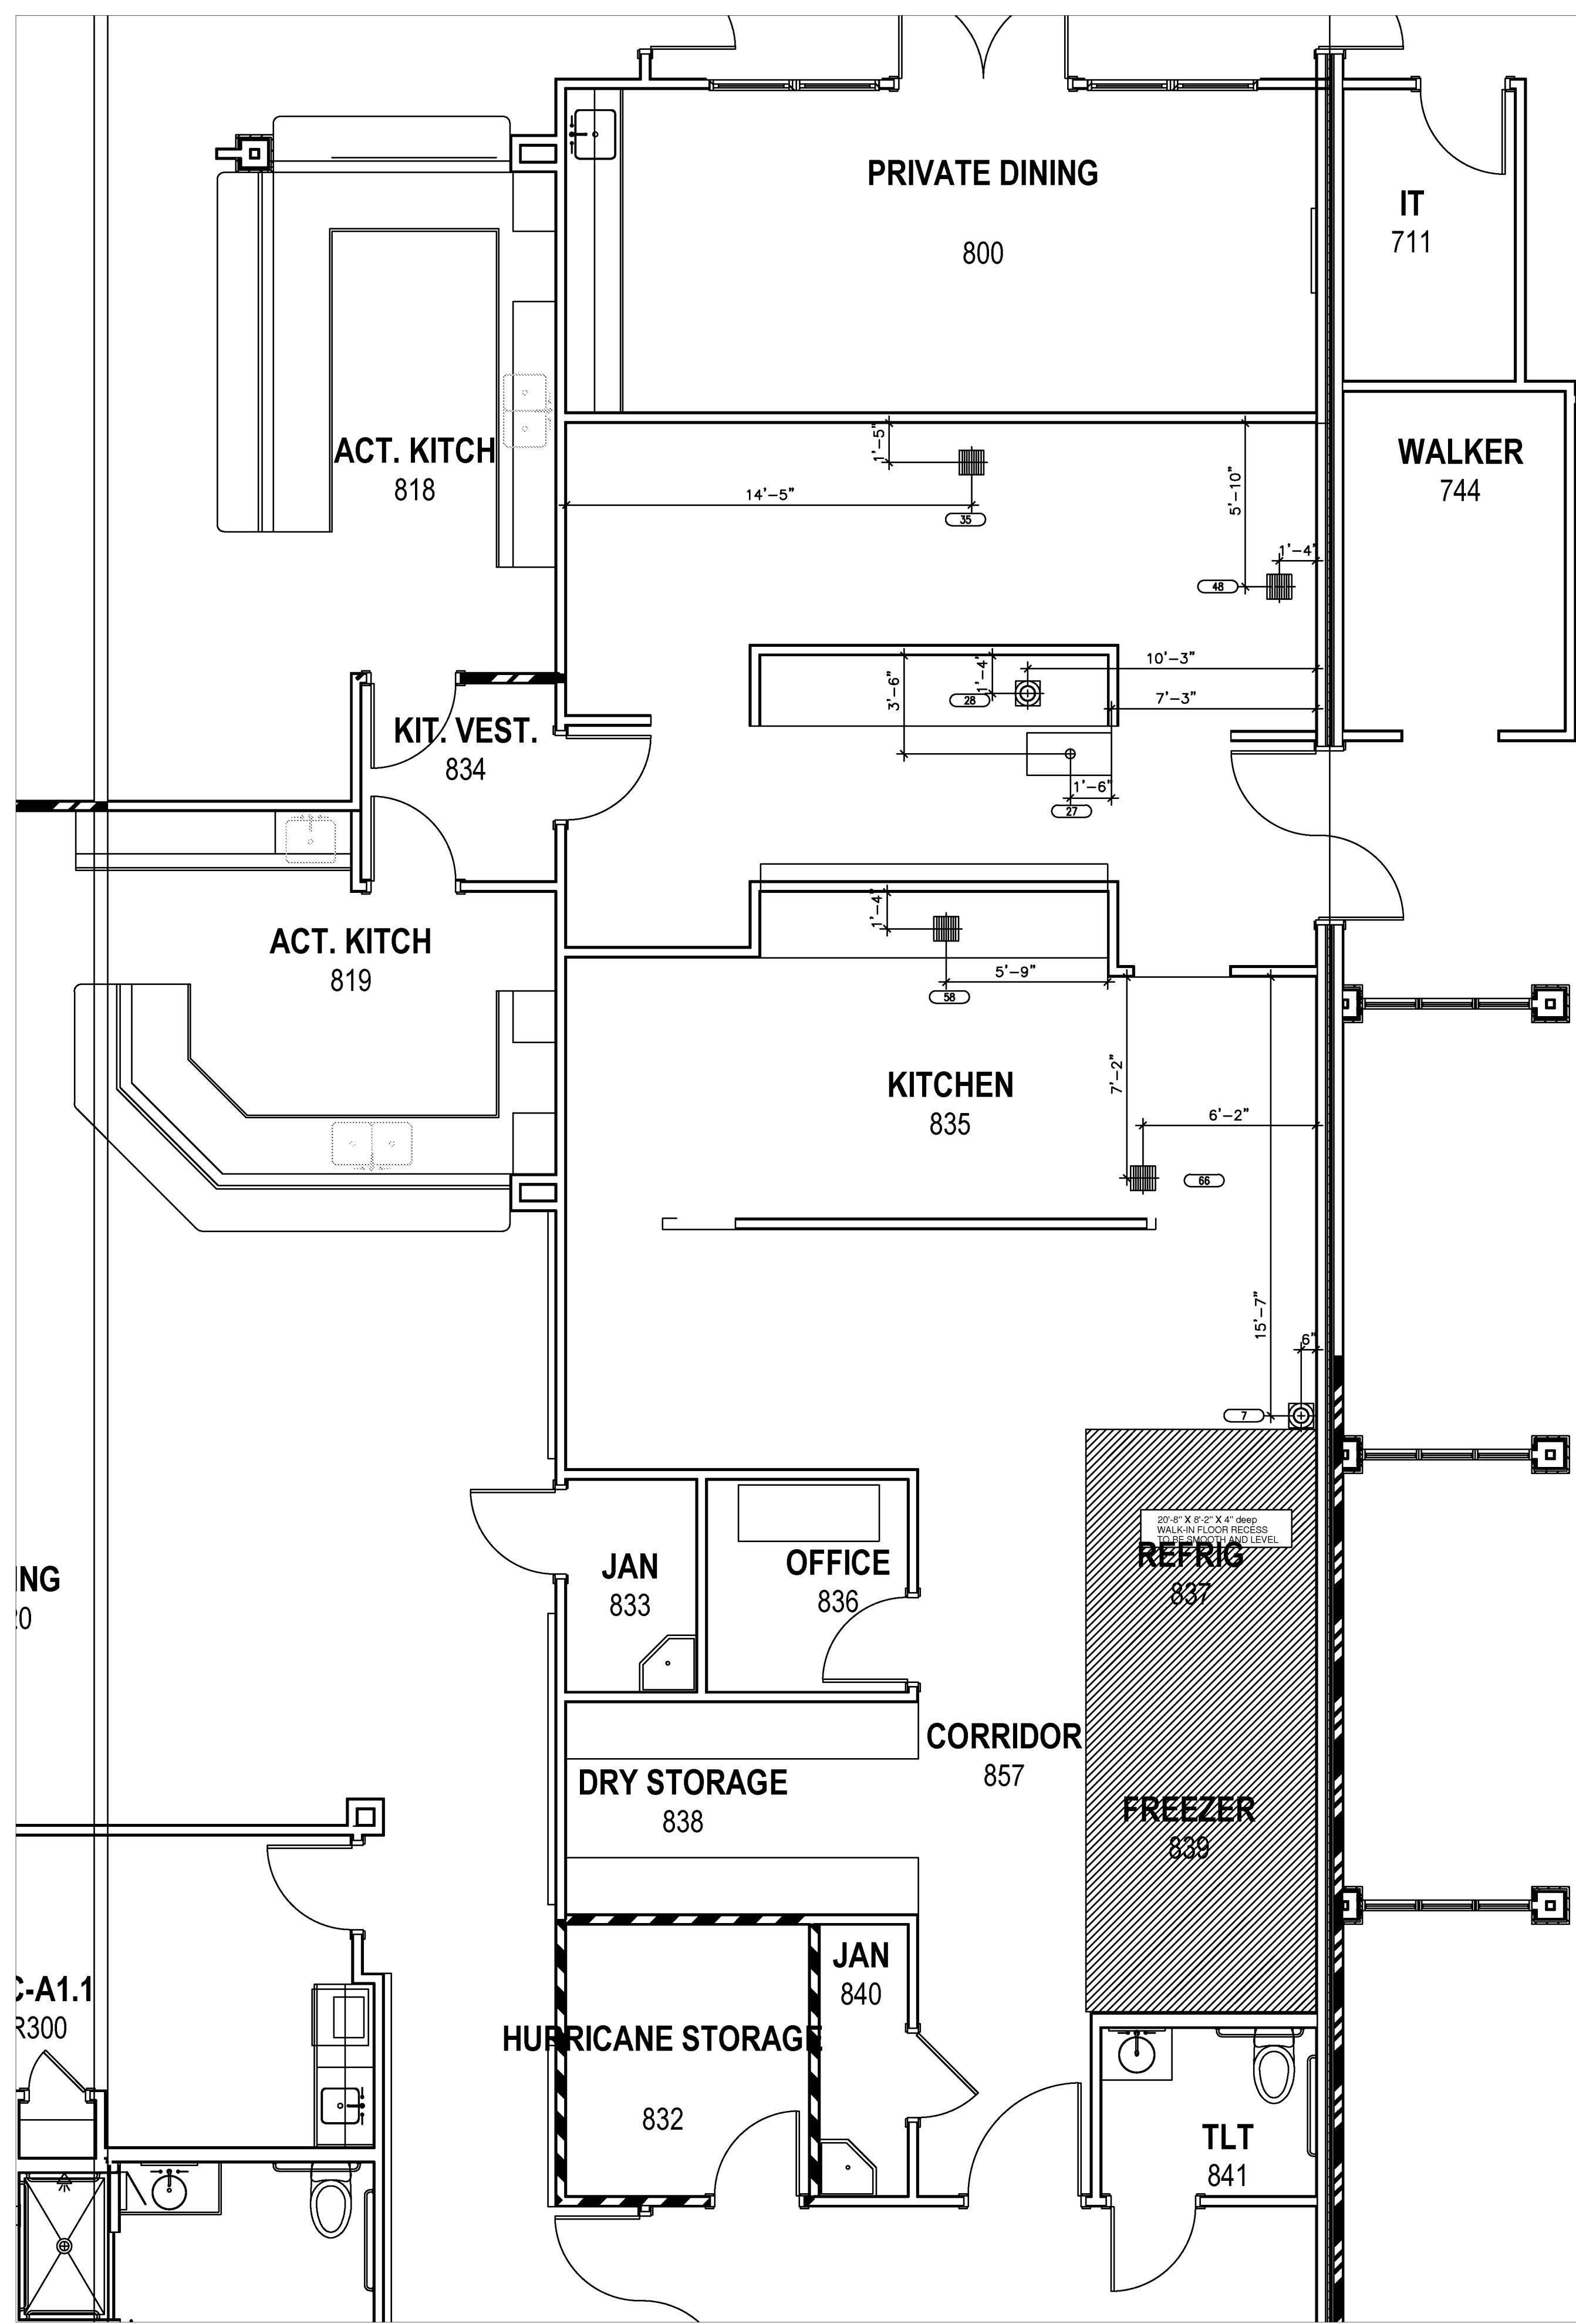 PRIVATE DINING
800
IT
711
ACT. KITCH
818
1'-5"
14'-5"
35
5'-10"
1'-4"
48
WALKER
744
KIT. VEST.
834
10'-3"
3'-6"
1'-4"
28
7'-3"
1'-6"
27
ACT. KITCH
819
1'-4"
5'-9"
58
KITCHEN
835
7'-2"
6'-2"
66
15'-7"
6"
7
20'-8" X 8'-2" X 4" deep
WALK-IN FLOOR RECESS
TO BE SMOOTH AND LEVEL
REFRIG
837
JAN
833
OFFICE
836
ING
20
CORRIDOR
857
DRY STORAGE
838
FREEZER
839
JAN
840
C-A1.1
R300
HURRICANE STORAGE
832
TLT
841